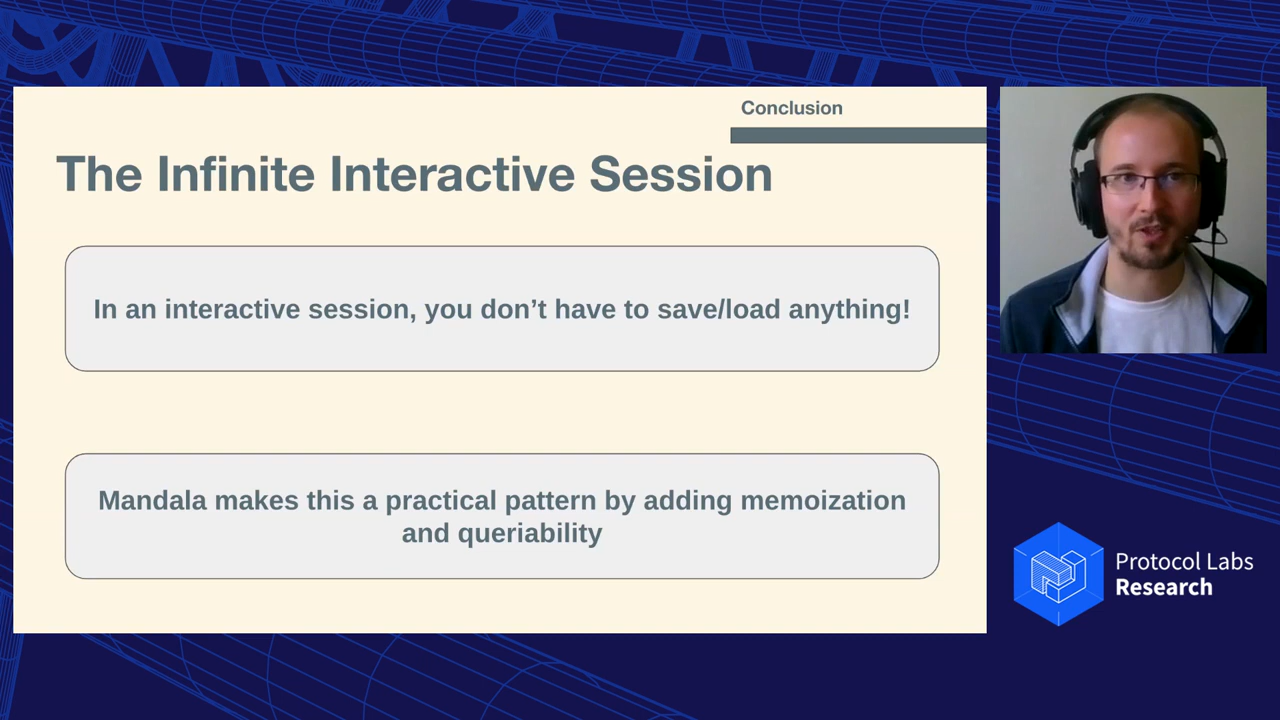 Conclusion
The Infinite Interactive Session
In an interactive session, you don’t have to save/load anything!
Mandala makes this a practical pattern by adding memoization
and queriability
Protocol Labs
Research